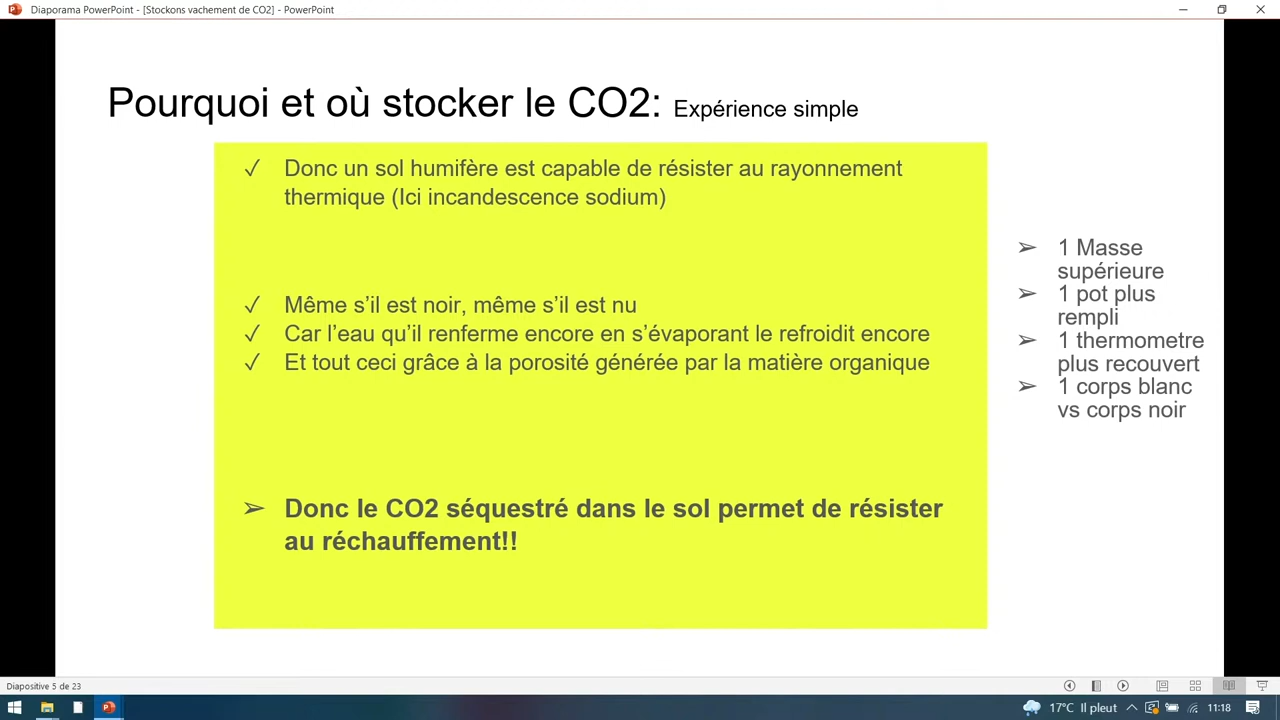 Diaporama PowerPoint - [Stockons vachement de CO2] - PowerPoint
Pourquoi et où stocker le CO2: Expérience simple
✓ Donc un sol humifère est capable de résister au rayonnement
thermique (Ici incandescence sodium)
✓ Même s’il est noir, même s’il est nu
✓ Car l’eau qu’il renferme encore en s’évaporant le refroidit encore
✓ Et tout ceci grâce à la porosité générée par la matière organique
➢ Donc le CO2 séquestré dans le sol permet de résister
au réchauffement!!
➢ 1 Masse
supérieure
➢ 1 pot plus
rempli
➢ 1 thermometre
plus recouvert
➢ 1 corps blanc
vs corps noir
Diapositive 5 de 23
17°C Il pleut
11:18